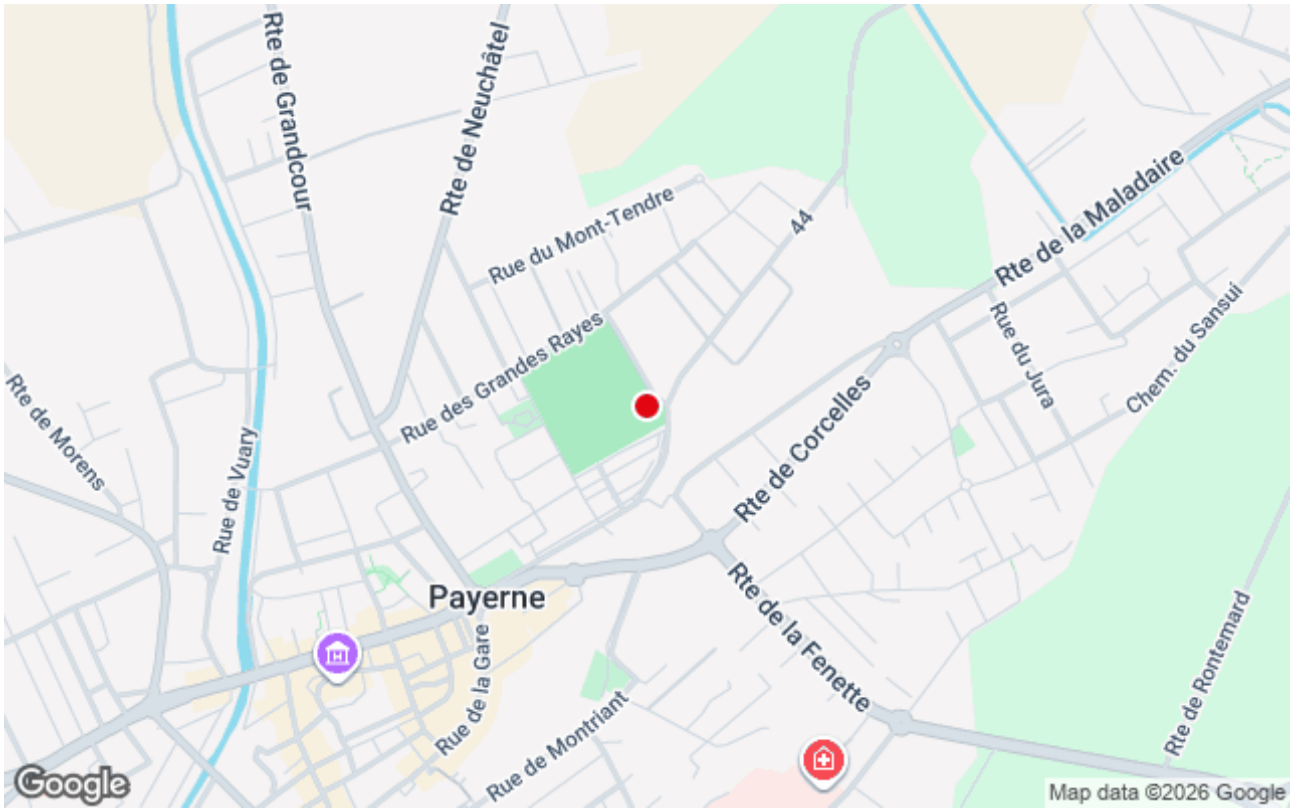 Rte de Grandcour
Rte de Neuchâtel
Rue du Mont-Tendre
44
Rte de la Maladaire
Rue des Grandes Rayes
Rue du Jura
Chem. du Sansui
Rte de Morens
Rue de Vuary
Rte de Corcelles
Payerne
Rte de la Fenette
Rue de la Gare
Rue de Montriant
Rte de Rontemard
H
Google
Map data ©2026 Google